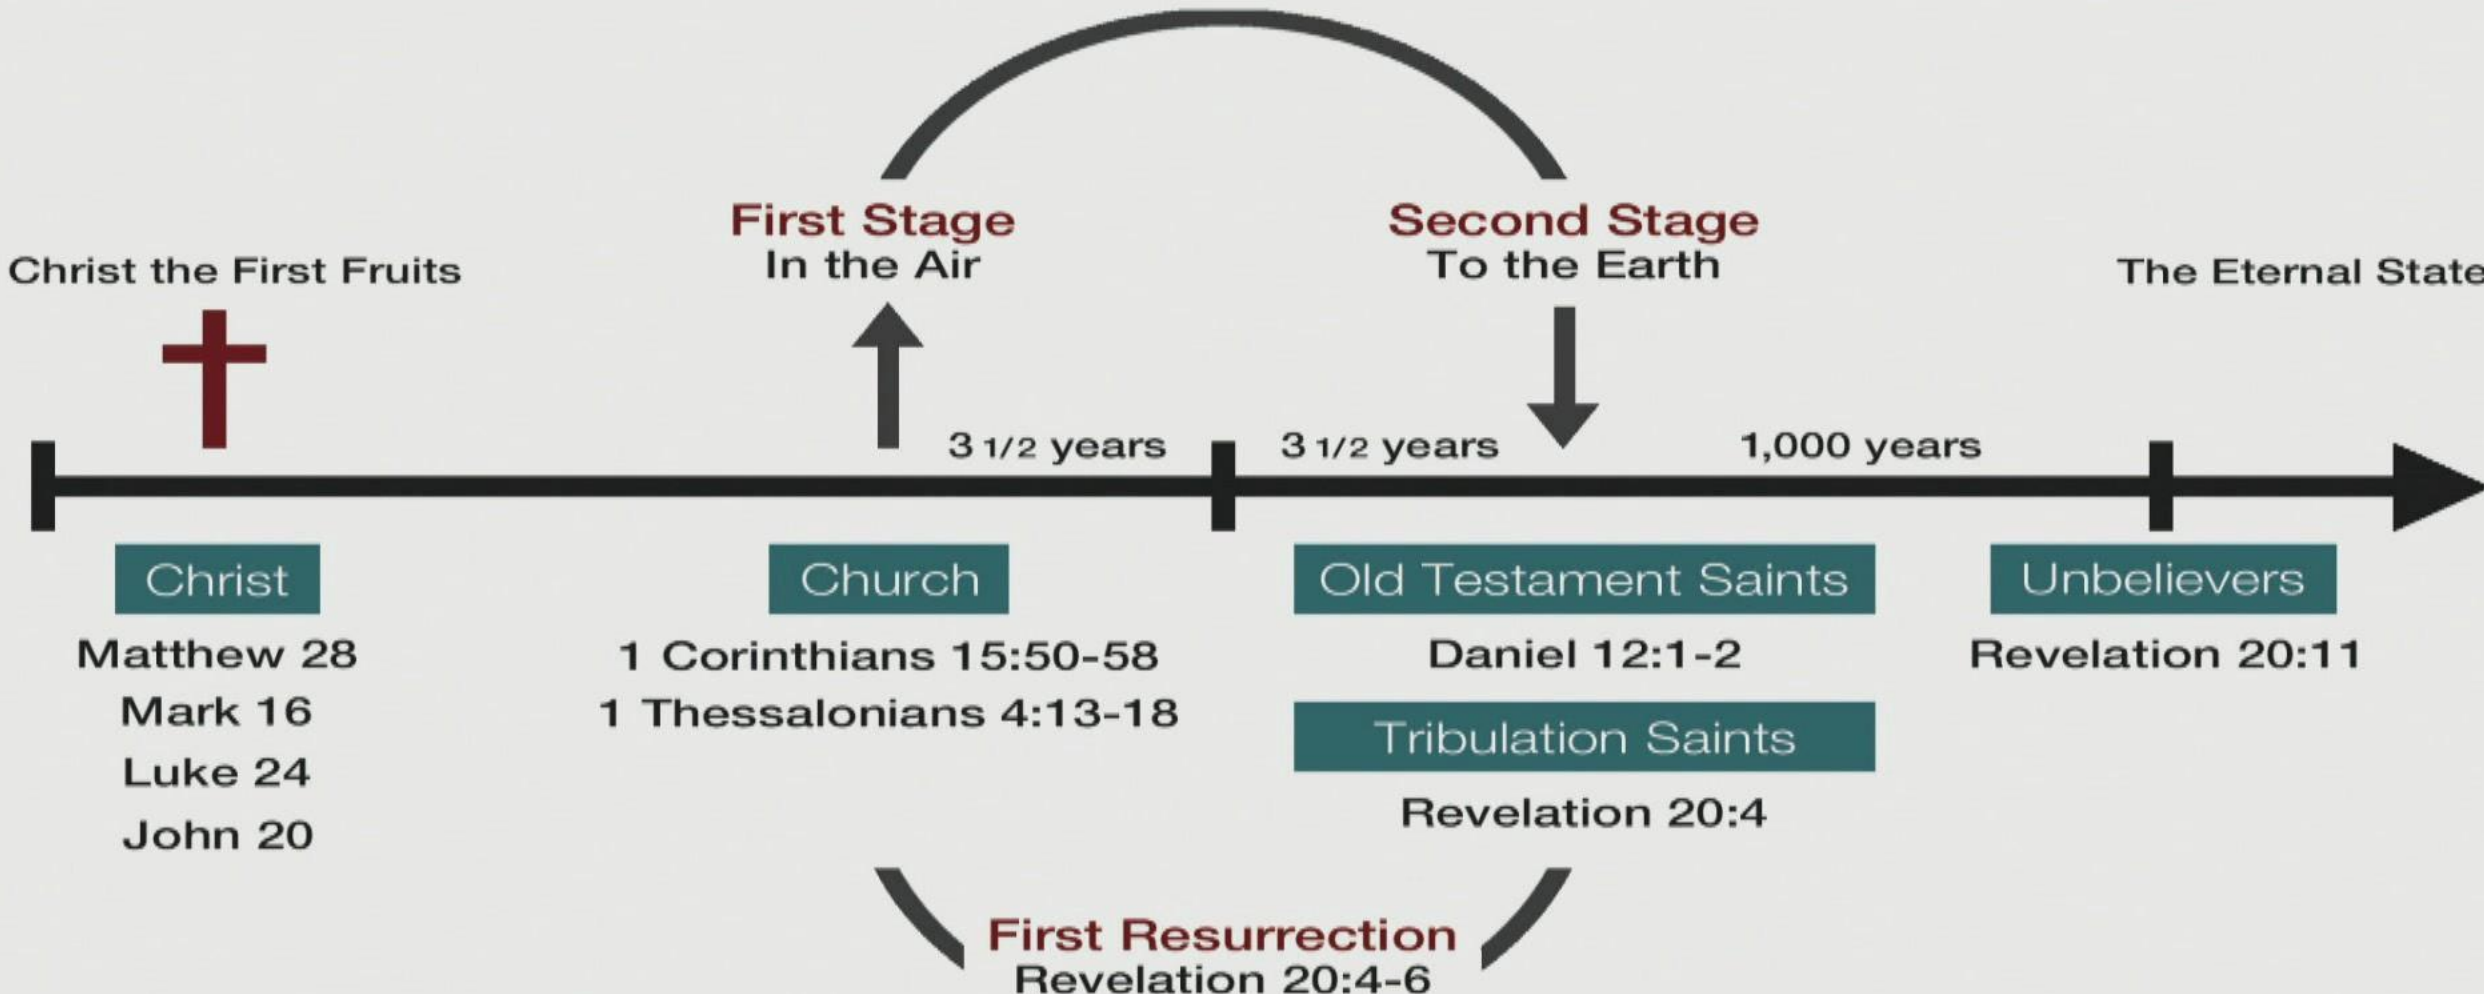 First Stage
In the Air
Second Stage
To the Earth
Christ the First Fruits
The Eternal State
3 1/2 years
3 1/2 years
1,000 years
Christ
Matthew 28
Mark 16
Luke 24
John 20
Church
1 Corinthians 15:50-58
1 Thessalonians 4:13-18
Old Testament Saints
Daniel 12:1-2
Tribulation Saints
Revelation 20:4
Unbelievers
Revelation 20:11
First Resurrection
Revelation 20:4-6